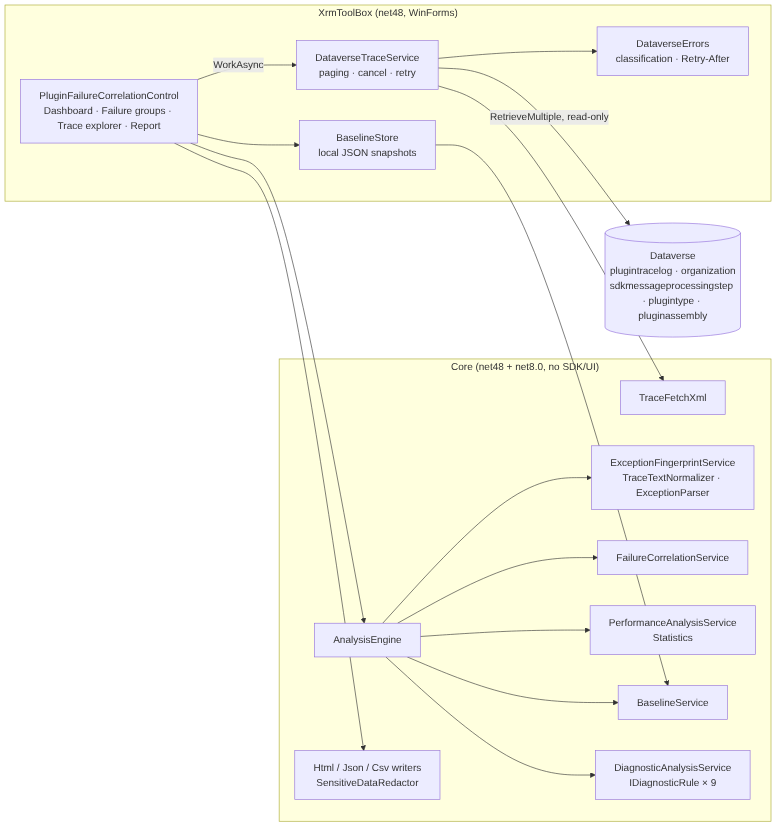 XrmToolBox (net48, WinForms)
DataverseErrors
classification · Retry-After
DataverseTraceService
paging · cancel · retry
WorkAsync
PluginFailureCorrelationControl
Dashboard · Failure groups ·
Trace explorer · Report
RetrieveMultiple, read-only
BaselineStore
local JSON snapshots
Dataverse
plugintracelog · organization
sdkmessageprocessingstep
· plugintype ·
pluginassembly
Core (net48 + net8.0, no SDK/UI)
TraceFetchXml
ExceptionFingerprintService
TraceTextNormalizer ·
ExceptionParser
FailureCorrelationService
AnalysisEngine
PerformanceAnalysisService
Statistics
BaselineService
Html / Json / Csv writers
SensitiveDataRedactor
DiagnosticAnalysisService
IDiagnosticRule × 9